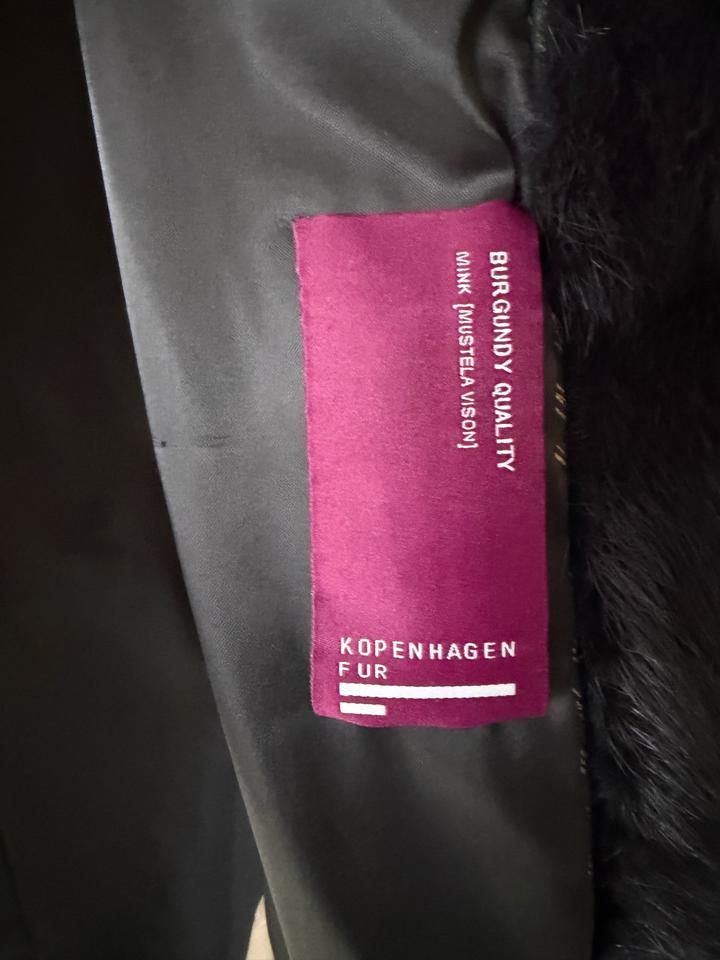 BURGUNDY QUALITY
MINK [MUSTELA VISON]
KOPENHAGEN
FUR